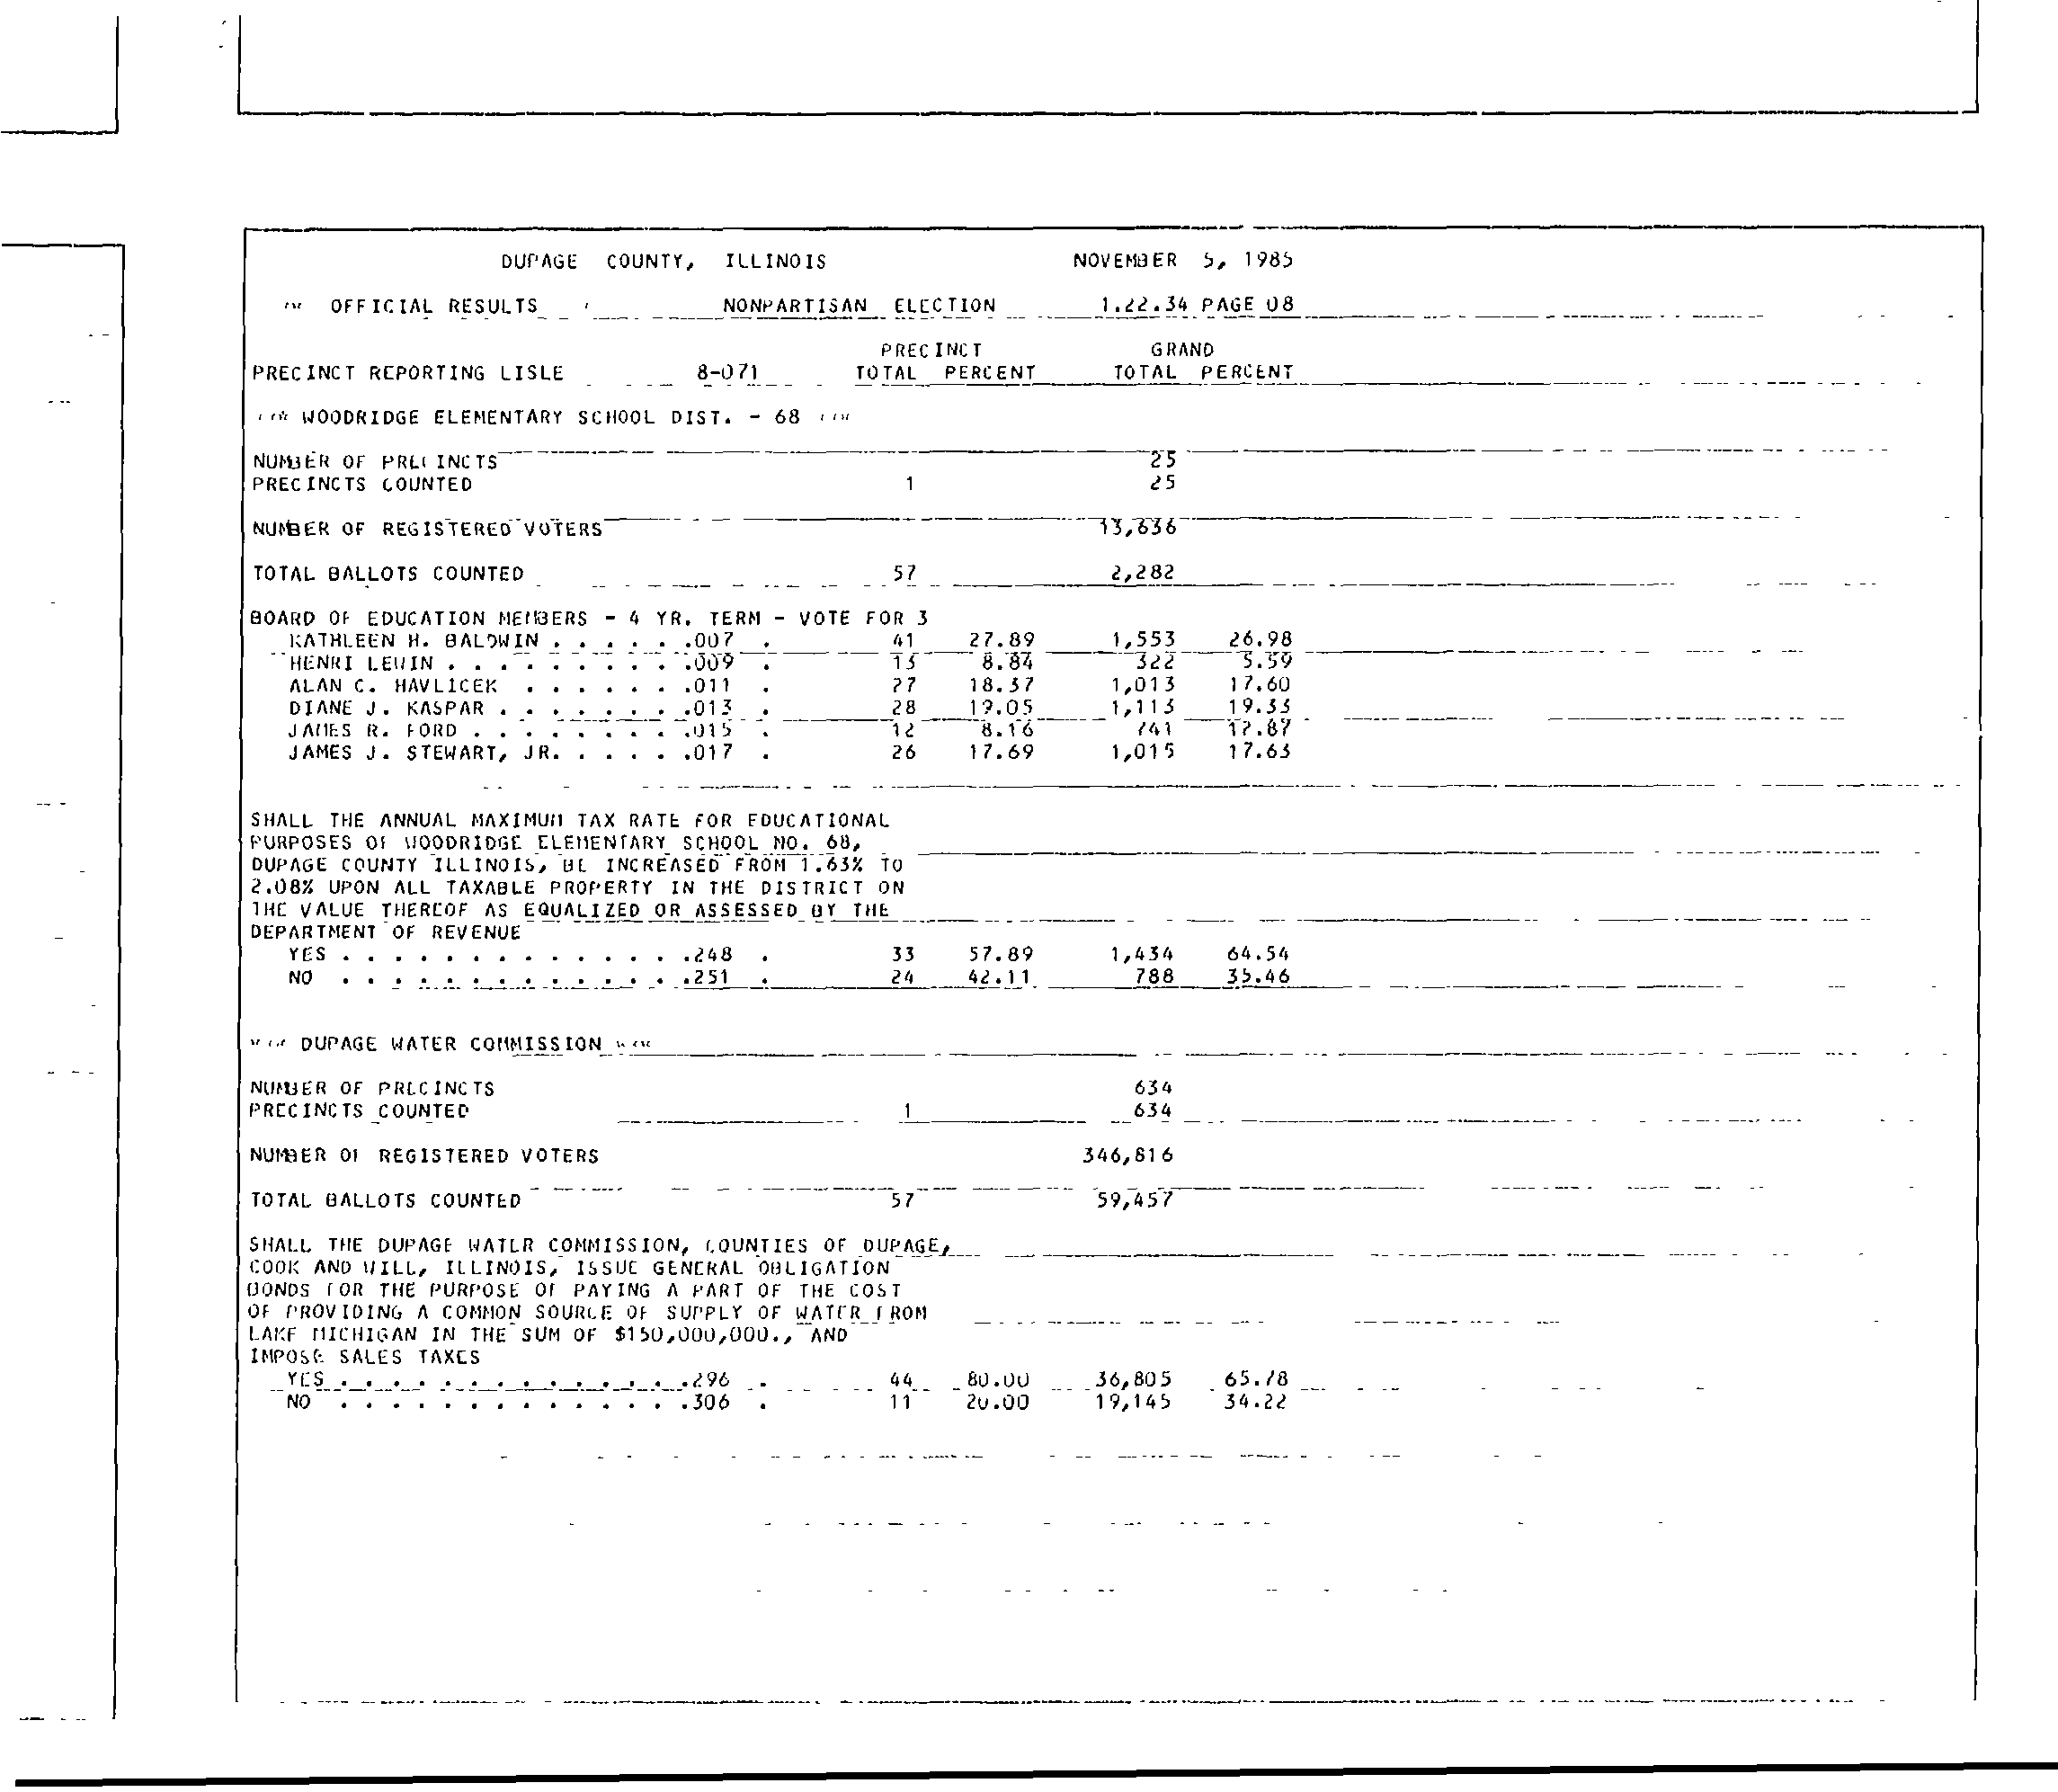 DUPAGE COUNTY, ILLINOIS NOVEMBER 5, 1985
OFFICIAL RESULTS NONPARTISAN ELECTION 1.22.34 PAGE 08
PRECINCT GRAND
PRECINCT REPORTING LISLE 8-071 TOTAL PERCENT TOTAL PERCENT
WOODRIDGE ELEMENTARY SCHOOL DIST. - 68
NUMBER OF PRECINCTS 25
PRECINCTS COUNTED 1 25
NUMBER OF REGISTERED VOTERS 13,636
TOTAL BALLOTS COUNTED 57 2,282
BOARD OF EDUCATION MEMBERS - 4 YR. TERM - VOTE FOR 3
KATHLEEN H. BALDWIN . . . . . .007 . 41 27.89 1,553 26.98
HENRI LEWIN . . . . . . . . . .009 . 13 8.84 322 5.59
ALAN C. HAVLICEK . . . . . . .011 . 27 18.37 1,013 17.60
DIANE J. KASPAR . . . . . . . .013 . 28 19.05 1,113 19.33
JAMES R. FORD . . . . . . . . .015 . 12 8.16 741 12.87
JAMES J. STEWART, JR. . . . . .017 . 26 17.69 1,015 17.63
SHALL THE ANNUAL MAXIMUM TAX RATE FOR EDUCATIONAL
PURPOSES OF WOODRIDGE ELEMENTARY SCHOOL NO. 68,
DUPAGE COUNTY ILLINOIS, BE INCREASED FROM 1.63% TO
2.08% UPON ALL TAXABLE PROPERTY IN THE DISTRICT ON
THE VALUE THEREOF AS EQUALIZED OR ASSESSED BY THE
DEPARTMENT OF REVENUE
YES . . . . . . . . . . . . . .248 . 33 57.89 1,434 64.54
NO . . . . . . . . . . . . . .251 . 24 42.11 788 35.46
DUPAGE WATER COMMISSION
NUMBER OF PRECINCTS 634
PRECINCTS COUNTED 1 634
NUMBER OF REGISTERED VOTERS 346,816
TOTAL BALLOTS COUNTED 57 59,457
SHALL THE DUPAGE WATER COMMISSION, COUNTIES OF DUPAGE,
COOK AND WILL, ILLINOIS, ISSUE GENERAL OBLIGATION
BONDS FOR THE PURPOSE OF PAYING A PART OF THE COST
OF PROVIDING A COMMON SOURCE OF SUPPLY OF WATER FROM
LAKE MICHIGAN IN THE SUM OF $150,000,000., AND
IMPOSE SALES TAXES
YES . . . . . . . . . . . . . .296 . 44 80.00 36,805 65.78
NO . . . . . . . . . . . . . .306 . 11 20.00 19,145 34.22